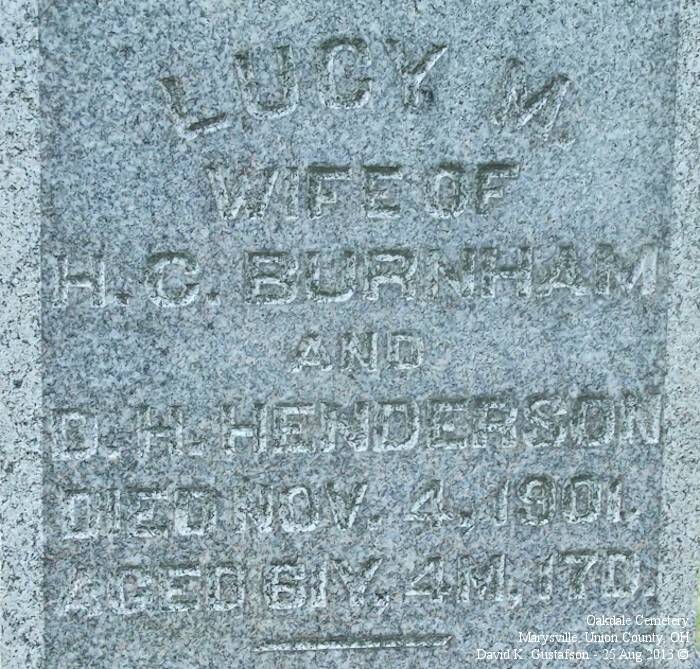 LUCY M.
WIFE OF
H. C. BURNHAM
AND
D. H. HENDERSON
DIED NOV. 4, 1901.
AGED 61Y, 4M, 17D.
Oakdale Cemetery
Marysville, Union County, OH
David K. Gustafson - 25 Aug 2013 ©